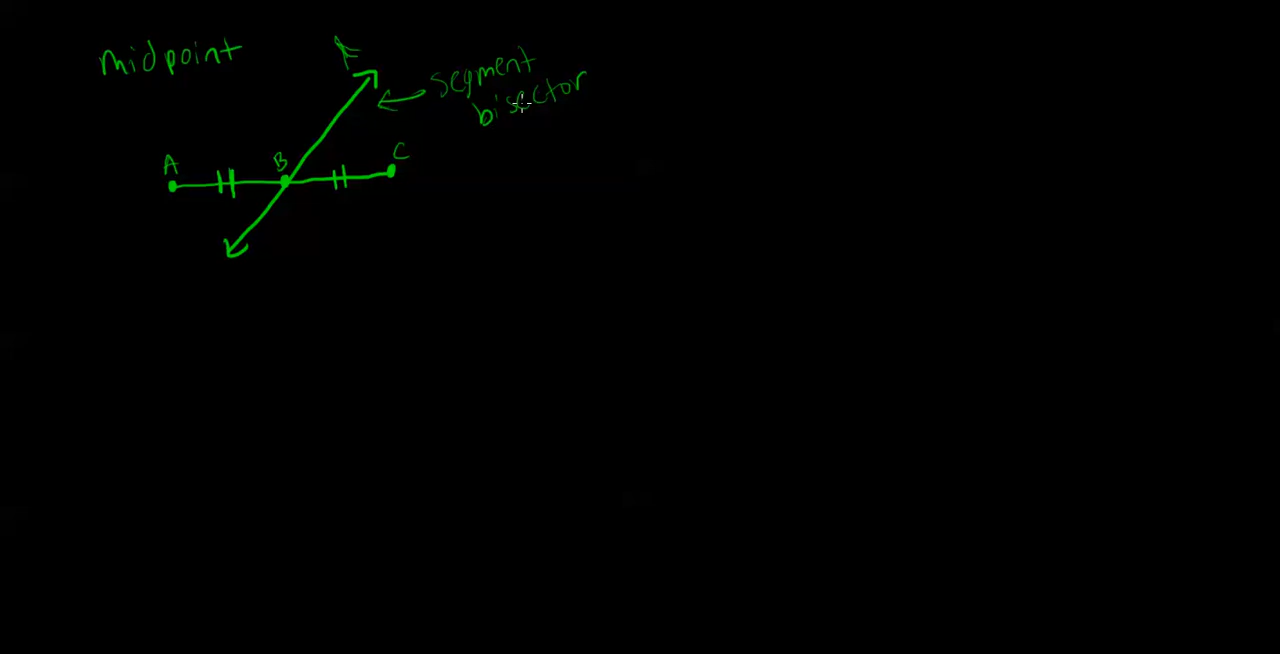 midpoint
segment
bisector
A
B
C